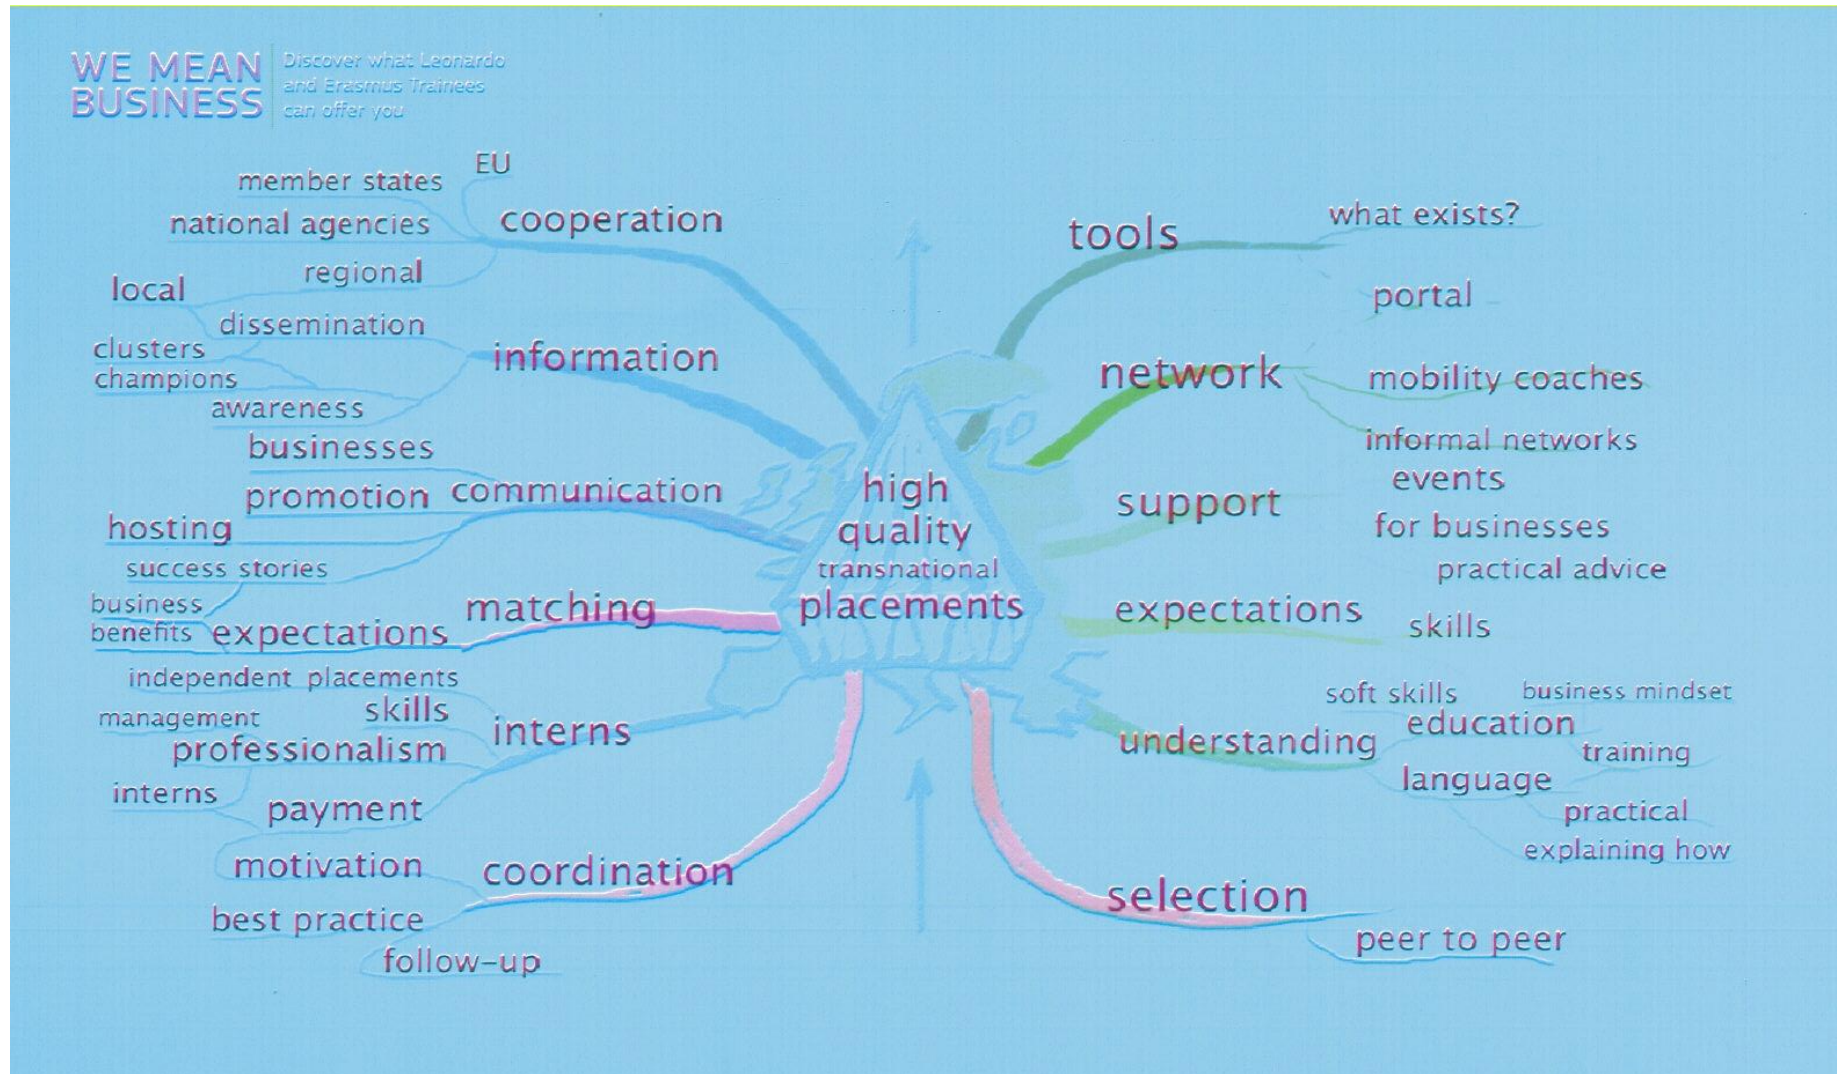 WE MEAN
BUSINESS
Discover what Leonardo
and Erasmus Trainees
can offer you
EU
member states
cooperation
national agencies
regional
local
dissemination
information
clusters
champions
awareness
businesses
communication
promotion
hosting
success stories
matching
business
benefits
expectations
independent placements
skills
interns
management
professionalism
interns
payment
motivation
coordination
best practice
follow-up
high
quality
transnational
placements
tools
what exists?
portal
network
mobility coaches
informal networks
support
events
for businesses
practical advice
expectations
skills
understanding
soft skills
business mindset
education
training
language
practical
explaining how
selection
peer to peer